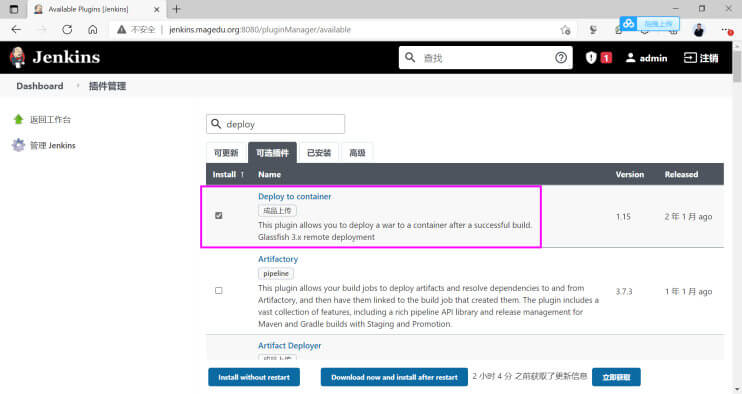 Available Plugins [Jenkins]
不安全 | jenkins.magedu.org:8080/pluginManager/available
Jenkins
查找
1
admin
注销
Dashboard
插件管理
返回工作台
管理 Jenkins
deploy
可更新
可选插件
已安装
高级
Install ↑ Name Version Released
Deploy to container
成品上传
This plugin allows you to deploy a war to a container after a successful build.
Glassfish 3.x remote deployment
1.15
2 年 1 月 ago
Artifactory
pipeline
This plugin allows your build jobs to deploy artifacts and resolve dependencies to and from
Artifactory, and then have them linked to the build job that created them. The plugin includes a
vast collection of features, including a rich pipeline API library and release management for
Maven and Gradle builds with Staging and Promotion.
3.7.3
1 年 1 月 ago
Artifact Deployer
成品上传
Install without restart
Download now and install after restart
2 小时 4 分 之前获取了更新信息
立即获取